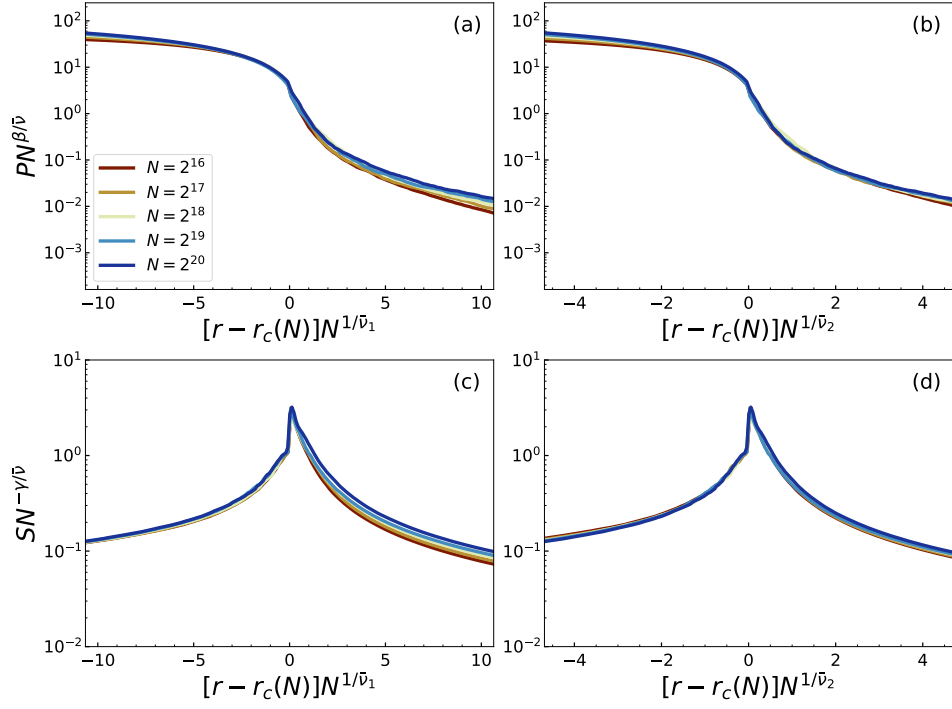 (a)
PN^{β/ν̄}
10²
10¹
10⁰
10⁻¹
10⁻²
10⁻³
N = 2¹⁶
N = 2¹⁷
N = 2¹⁸
N = 2¹⁹
N = 2²⁰
−10 −5 0 5 10
[r − r_c(N)]N^{1/ν̄₁}
(b)
10²
10¹
10⁰
10⁻¹
10⁻²
10⁻³
−4 −2 0 2 4
[r − r_c(N)]N^{1/ν̄₂}
(c)
SN^{−γ/ν̄}
10¹
10⁰
10⁻¹
10⁻²
−10 −5 0 5 10
[r − r_c(N)]N^{1/ν̄₁}
(d)
10¹
10⁰
10⁻¹
10⁻²
−4 −2 0 2 4
[r − r_c(N)]N^{1/ν̄₂}